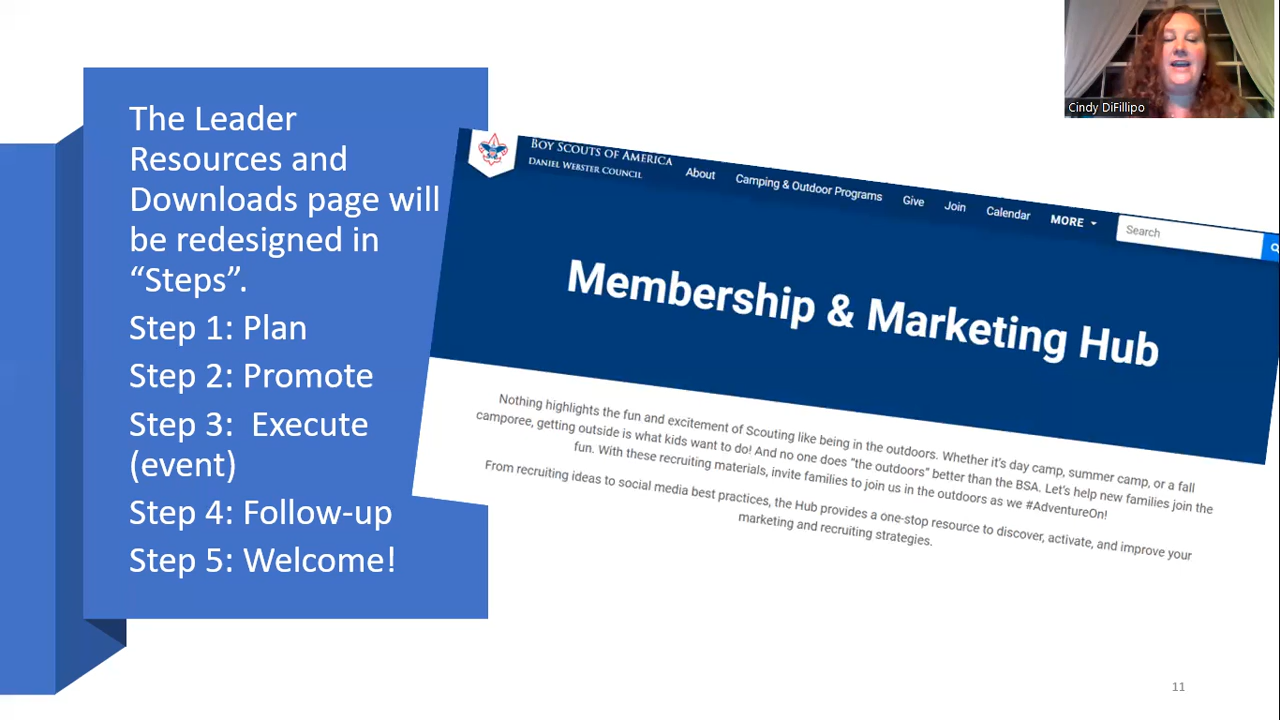 The Leader
Resources and
Downloads page will
be redesigned in
“Steps”.
Step 1: Plan
Step 2: Promote
Step 3:  Execute
(event)
Step 4: Follow-up
Step 5: Welcome!
Cindy DiFillipo
BOY SCOUTS OF AMERICA
DANIEL WEBSTER COUNCIL
About Camping & Outdoor Programs Give Join Calendar MORE Search
Membership & Marketing Hub
Nothing highlights the fun and excitement of Scouting like being in the outdoors. Whether it’s day camp, summer camp, or a fall
camporee, getting outside is what kids want to do! And no one does “the outdoors” better than the BSA. Let’s help new families join the
fun. With these recruiting materials, invite families to join us in the outdoors as we #AdventureOn!
From recruiting ideas to social media best practices, the Hub provides a one-stop resource to discover, activate, and improve your
marketing and recruiting strategies.
11